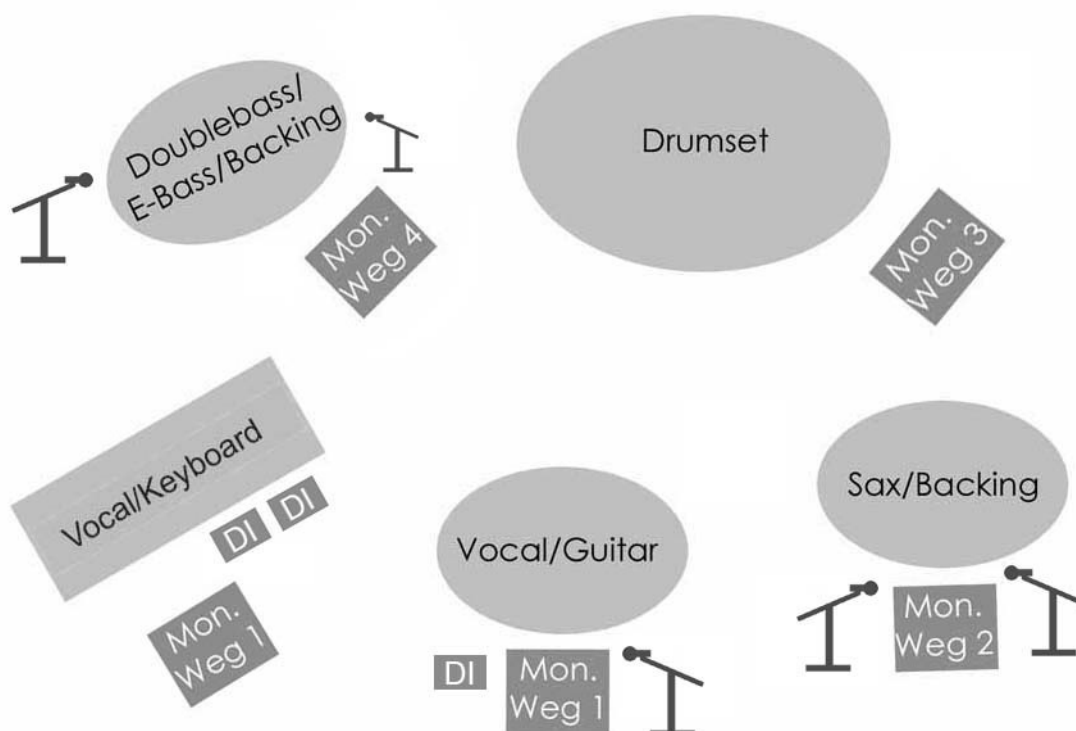 Doublebass/
E-Bass/Backing
Drumset
Mon.
Weg 4
Mon.
Weg 3
Vocal/Keyboard
DI
DI
Mon.
Weg 1
Vocal/Guitar
DI
Mon.
Weg 1
Sax/Backing
Mon.
Weg 2